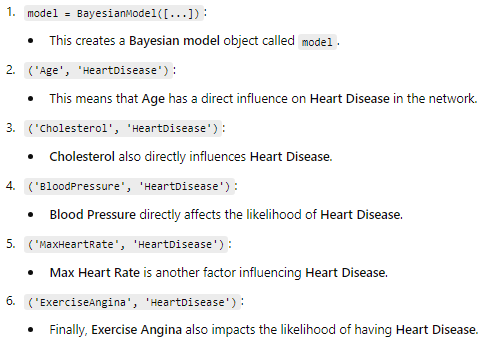 1. model = BayesianModel([...]):
• This creates a Bayesian model object called model.
2. ('Age', 'HeartDisease'):
• This means that Age has a direct influence on Heart Disease in the network.
3. ('Cholesterol', 'HeartDisease'):
• Cholesterol also directly influences Heart Disease.
4. ('BloodPressure', 'HeartDisease'):
• Blood Pressure directly affects the likelihood of Heart Disease.
5. ('MaxHeartRate', 'HeartDisease'):
• Max Heart Rate is another factor influencing Heart Disease.
6. ('ExerciseAngina', 'HeartDisease'):
• Finally, Exercise Angina also impacts the likelihood of having Heart Disease.